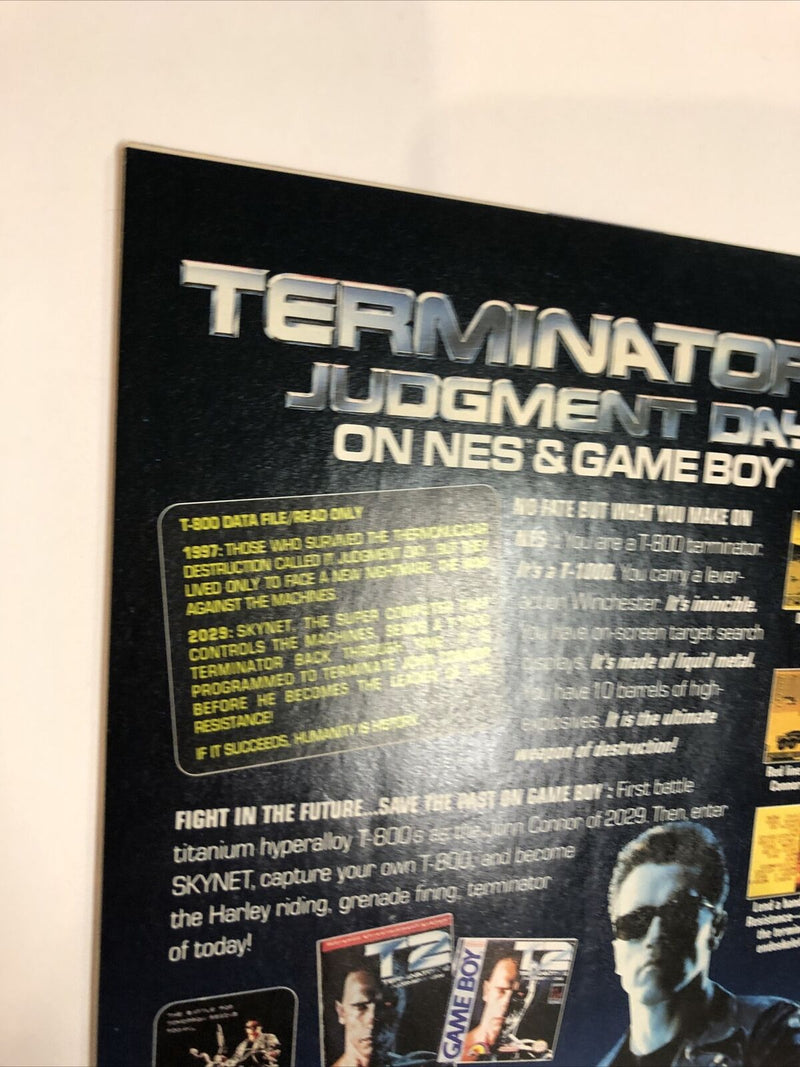 TERMINATOR
JUDGMENT DAY
ON NES™ & GAME BOY™
T-800 DATA FILE/READ ONLY
1997: THOSE WHO SURVIVED THE THERMONUCLEAR
DESTRUCTION CALLED IT JUDGMENT DAY. BUT THEY
LIVED ONLY TO FACE A NEW NIGHTMARE, THE WAR
AGAINST THE MACHINES.
2029: SKYNET, THE SUPER COMPUTER THAT
CONTROLS THE MACHINES, SENDS A
TERMINATOR BACK THROUGH TIME. IT IS
PROGRAMMED TO TERMINATE JOHN CONNOR
BEFORE HE BECOMES THE LEADER OF THE
RESISTANCE!
IF IT SUCCEEDS, HUMANITY IS HISTORY.
NO FATE BUT WHAT YOU MAKE ON
NES: You are a T-800 terminator.
It's a T-1000. You carry a lever-
action Winchester. It's invincible.
You have on-screen target search
displays. It's made of liquid metal.
You have 10 barrels of high-
explosives. It is the ultimate
weapon of destruction!
FIGHT IN THE FUTURE...SAVE THE PAST ON GAME BOY: First battle
titanium hyperalloy T-800's as the John Connor of 2029. Then, enter
SKYNET, capture your own T-800, and become
the Harley riding, grenade firing, terminator
of today!
T2
GAME BOY
T2
Lend a hand
Resistance—
the termin